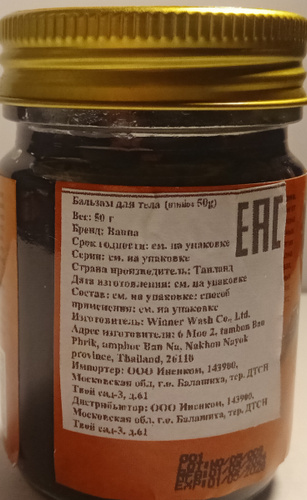 Бальзам для тела (банка 50g)
Вес: 50 г
Бренд: Banna
Срок годности: см. на упаковке
Серия: см. на упаковке
Страна производитель: Таиланд
Дата изготовления: см. на упаковке
Состав: см. на упаковке: способ
применения: см. на упаковке
Изготовитель: Winner Wash Co., Ltd.
Адрес изготовителя: 6 Moo 2, tambon Ban
Phrik, amphoe Ban Na, Nakhon Nayok
province, Thailand, 26110
Импортер: ООО Иненком, 143900,
Московская обл, г.о. Балашиха, тер. ДТСН
Твой сад-3, д.61
Дистрибьютор: ООО Иненком, 143900,
Московская обл, г.о. Балашиха, тер. ДТСН
Твой сад-3, д.61
EAC
001